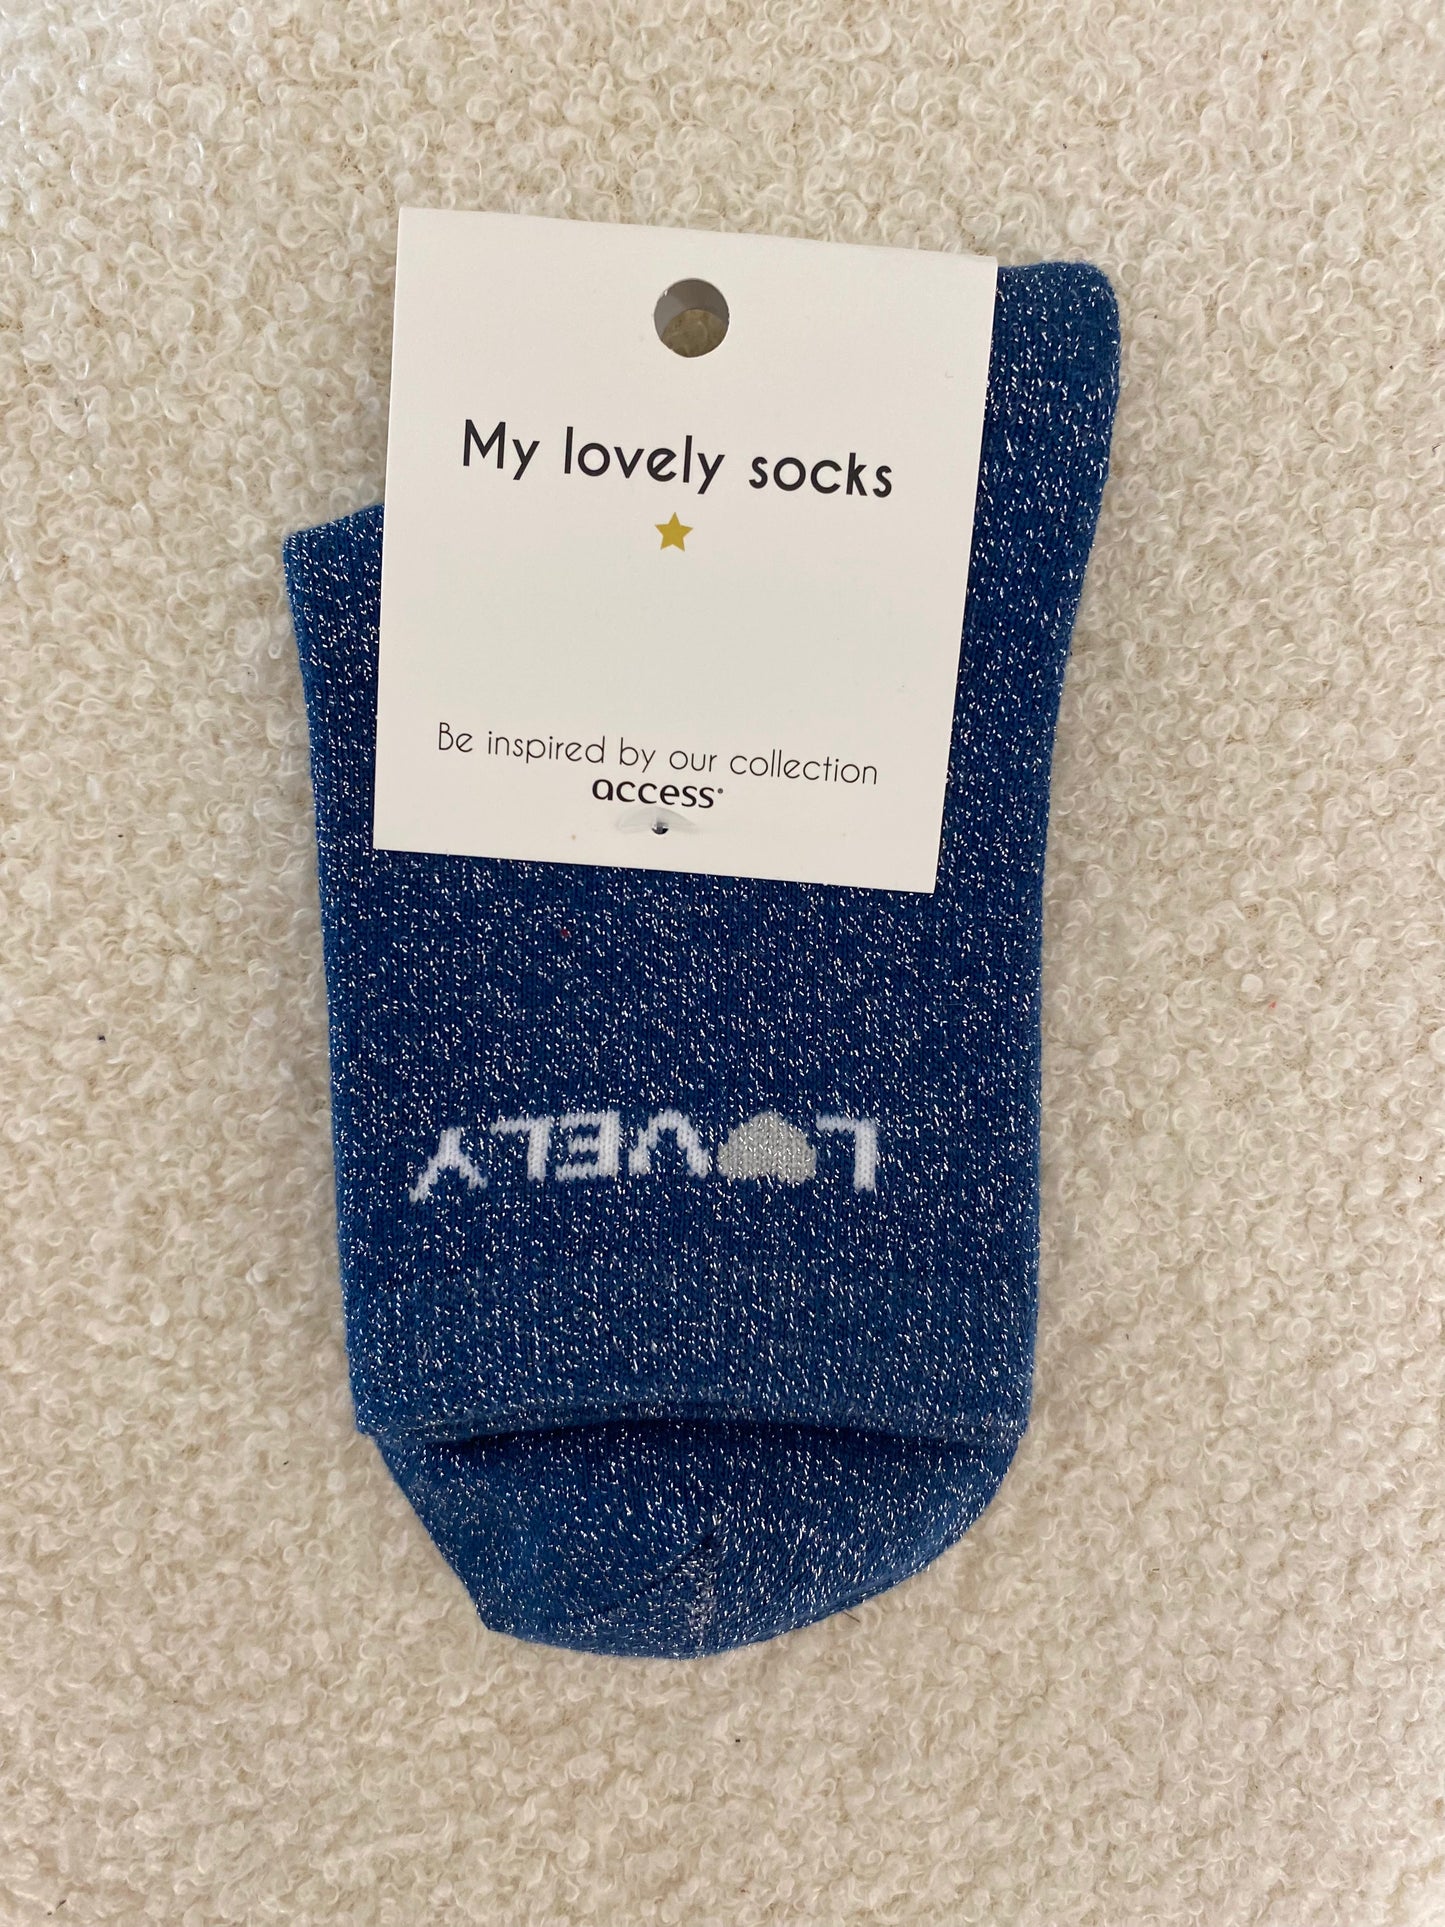 My lovely socks
Be inspired by our collection
access®
LOVELY